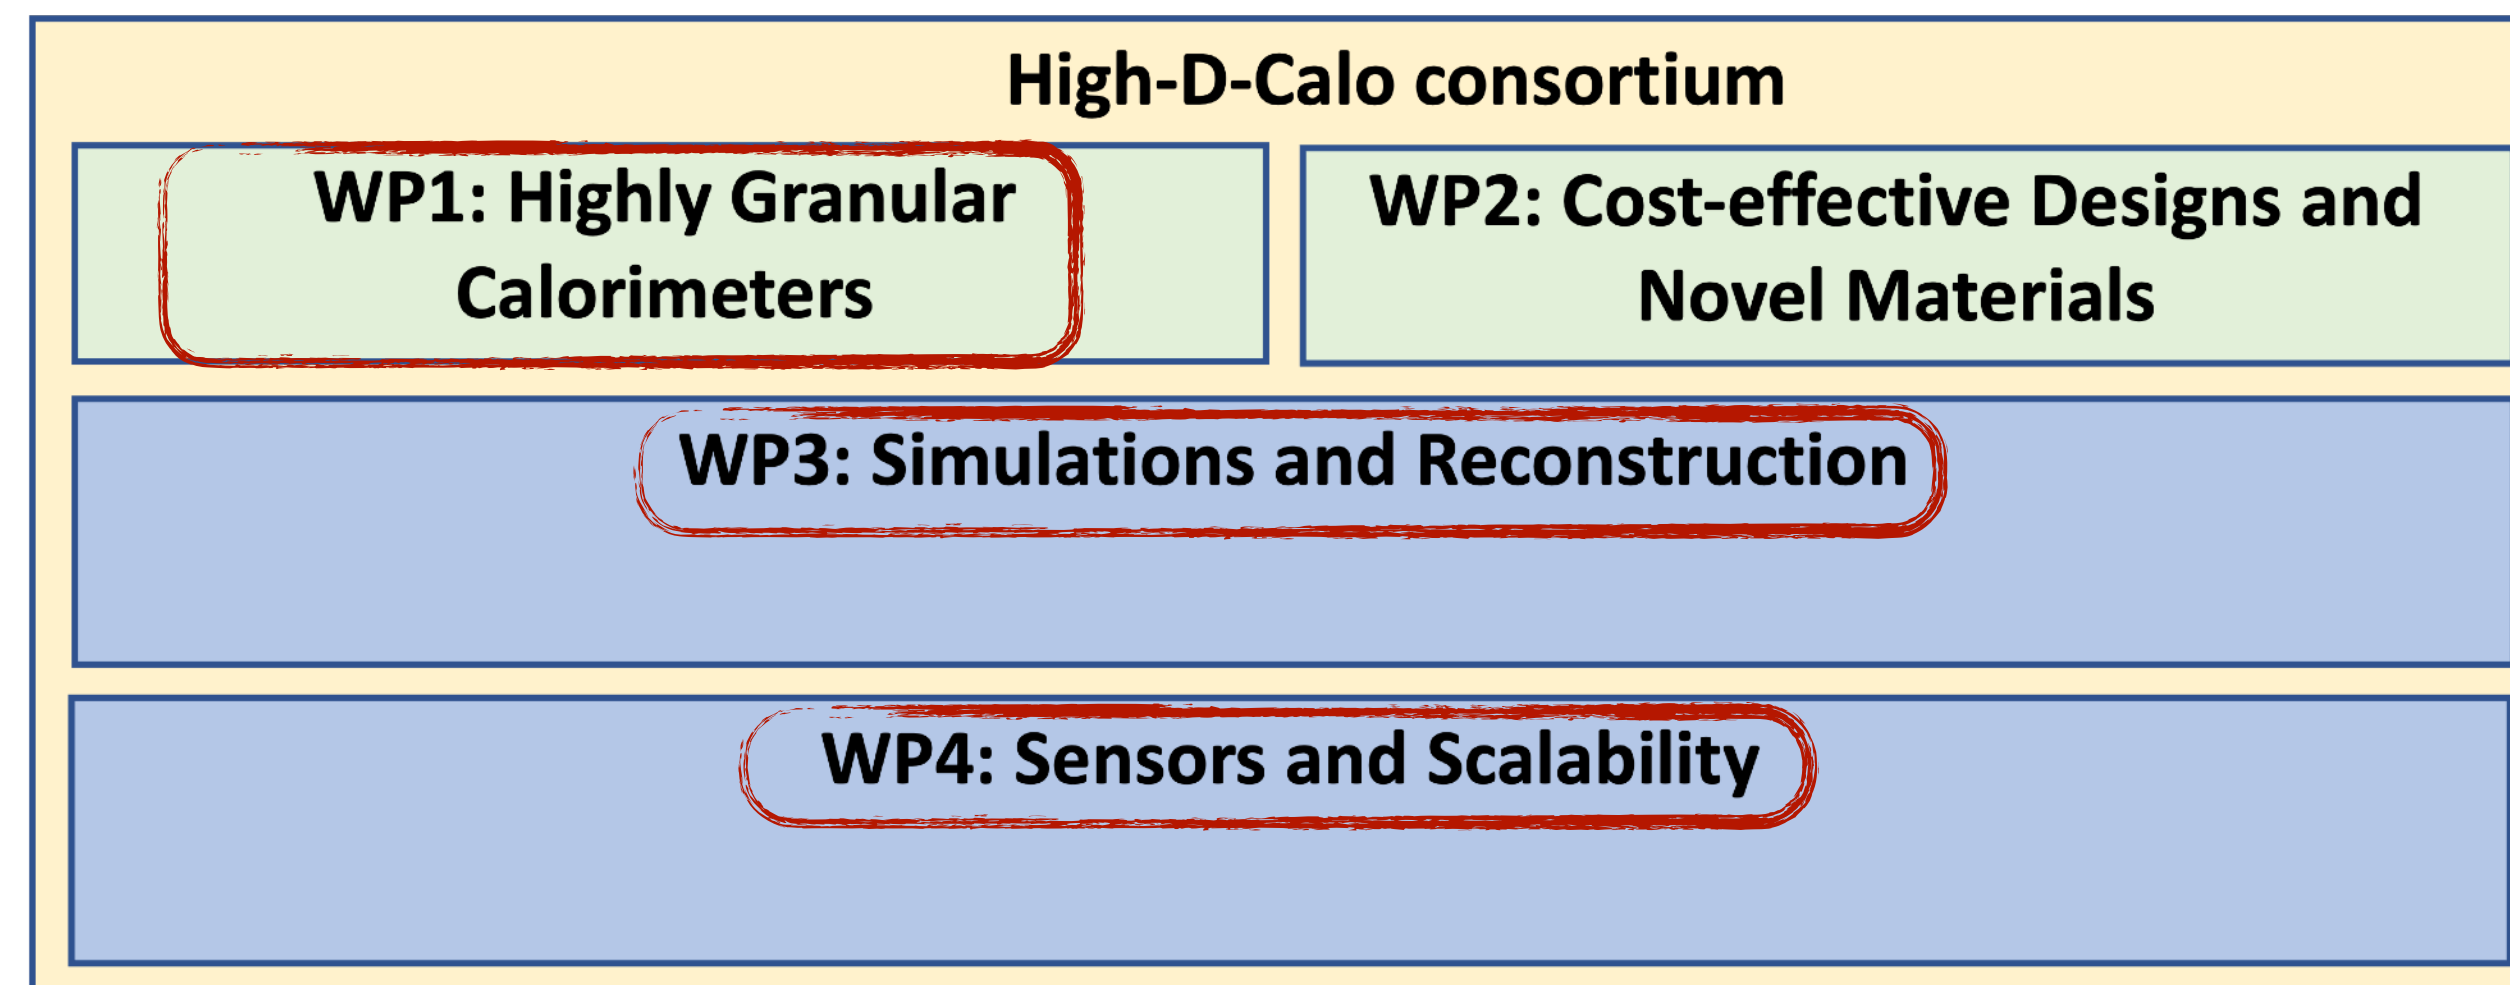 High-D-Calo consortium
WP1: Highly Granular
Calorimeters
WP2: Cost-effective Designs and
Novel Materials
WP3: Simulations and Reconstruction
WP4: Sensors and Scalability